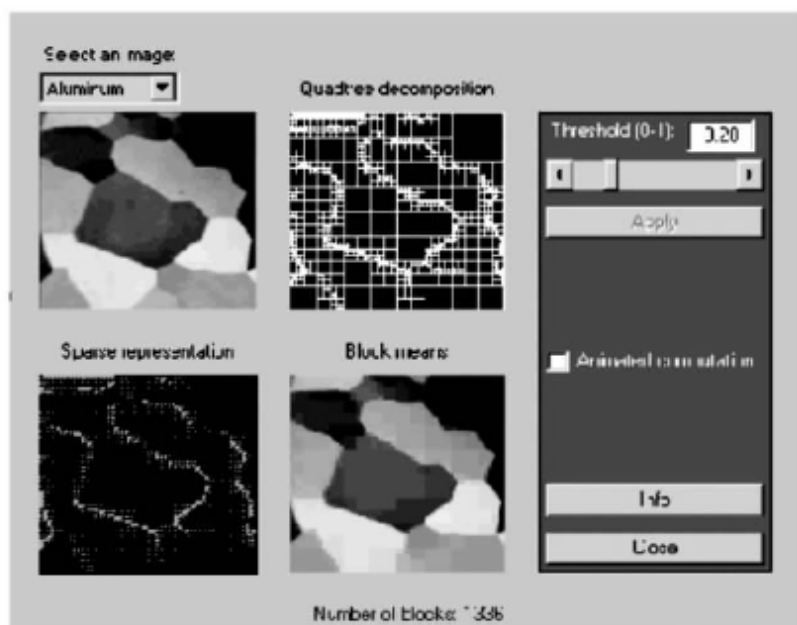 Select an image:
Aluminum
Quadtree decomposition
Threshold (0-1): 0.20
Apply
Sparse representation
Block means
Animated computation
Info
Close
Number of blocks: 1336